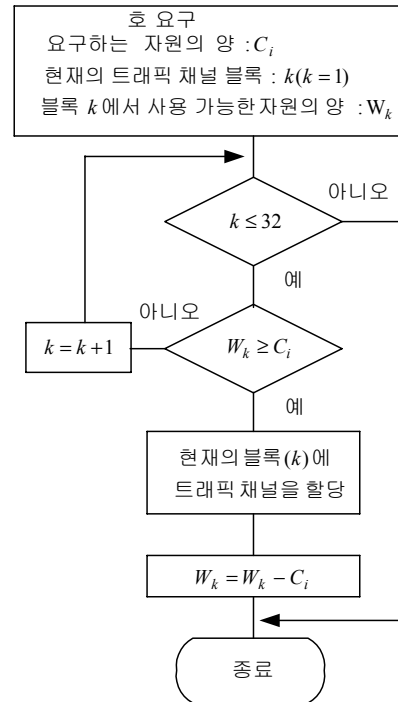 호 요구
요구하는 자원의 양 : C_i
현재의 트래픽 채널 블록 : k(k = 1)
블록 k에서 사용 가능한자원의 양 : W_k
아니오
k ≤ 32
예
아니오
k = k+1
W_k ≥ C_i
예
현재의 블록(k)에
트래픽 채널을 할당
W_k = W_k − C_i
종료